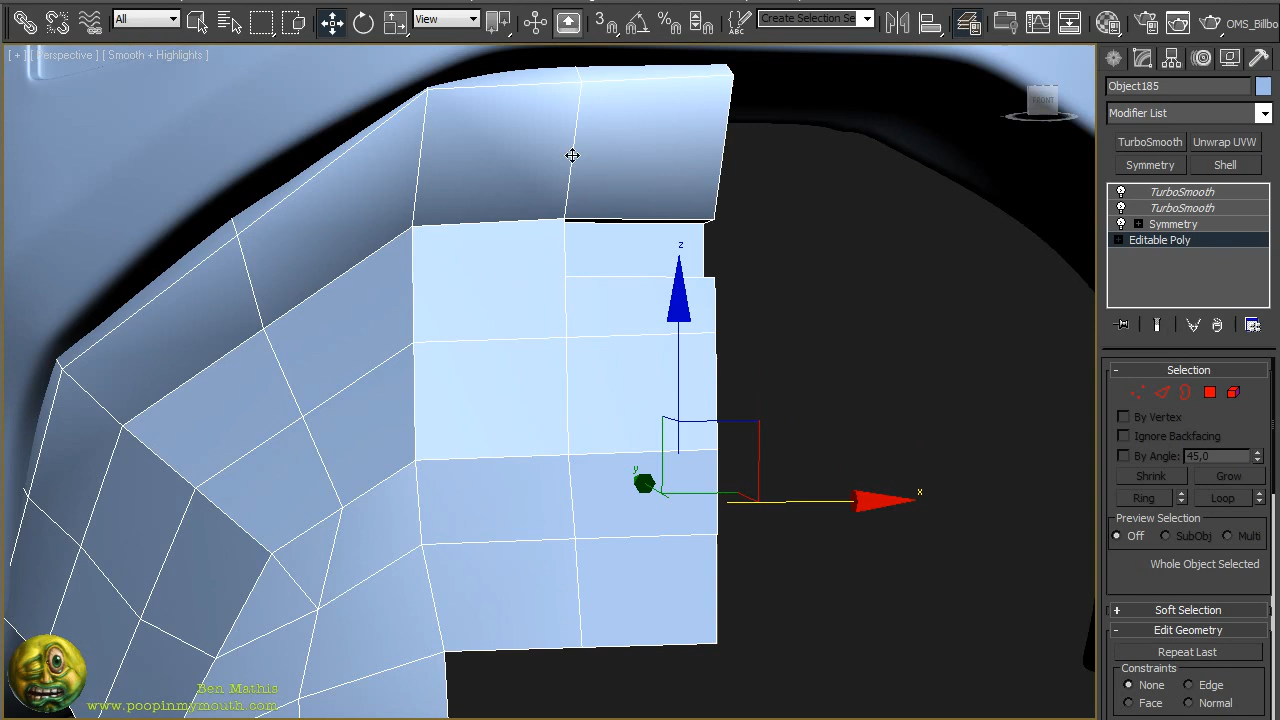 All
View
3
ABC
Create Selection Se
OMS_Billbo
[ + ] [ Perspective ] [ Smooth + Highlights ]
FRONT
Object185
Modifier List
TurboSmooth
Unwrap UVW
Symmetry
Shell
TurboSmooth
TurboSmooth
Symmetry
Editable Poly
z
y
x
- Selection
By Vertex
Ignore Backfacing
By Angle: 45,0
Shrink
Grow
Ring
Loop
Preview Selection
Off
SubObj
Multi
Whole Object Selected
+ Soft Selection
- Edit Geometry
Repeat Last
Constraints
None
Edge
Face
Normal
Ben Mathis
www.poopinmymouth.com